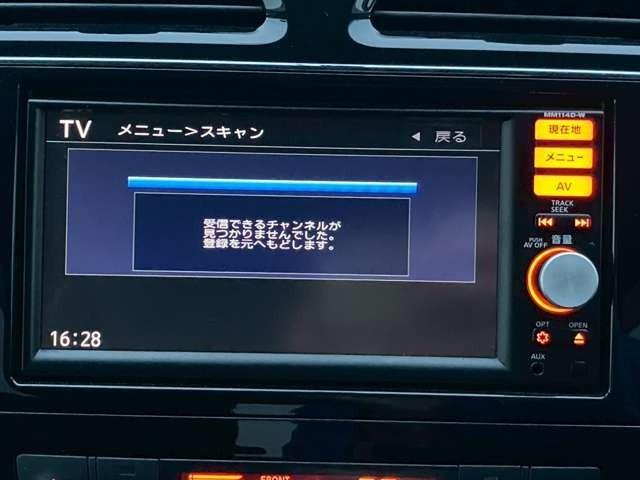 MM114D-W
TV メニュー>スキャン ◄ 戻る
現在地
メニュー
AV
受信できるチャンネルが
見つかりませんでした。
登録を元へもどします。
TRACK
SEEK
PUSH
AV OFF
音量
16:28
OPT OPEN
AUX
FRONT